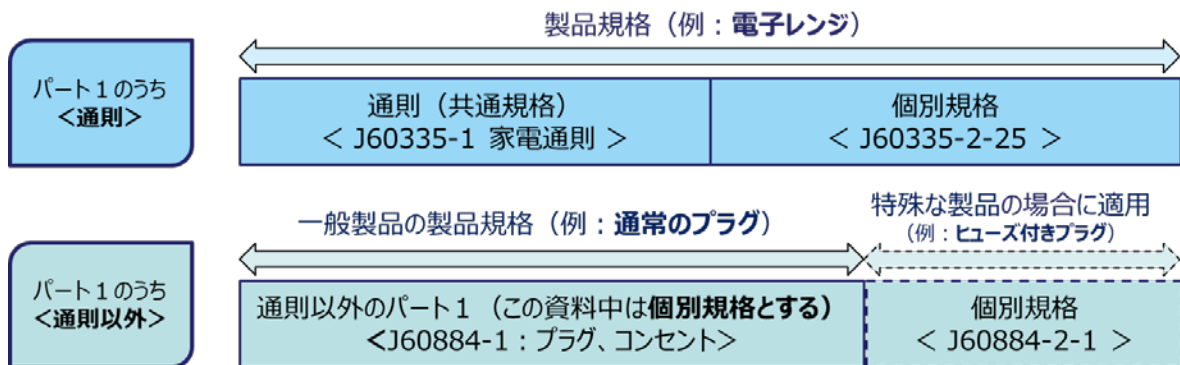 製品規格（例：電子レンジ）
パート１のうち
＜通則＞
通則（共通規格）
＜ J60335-1 家電通則 ＞
個別規格
＜ J60335-2-25 ＞
一般製品の製品規格（例：通常のプラグ）
特殊な製品の場合に適用
（例：ヒューズ付きプラグ）
パート１のうち
＜通則以外＞
通則以外のパート１（この資料中は個別規格とする）
＜J60884-1：プラグ、コンセント＞
個別規格
＜ J60884-2-1 ＞